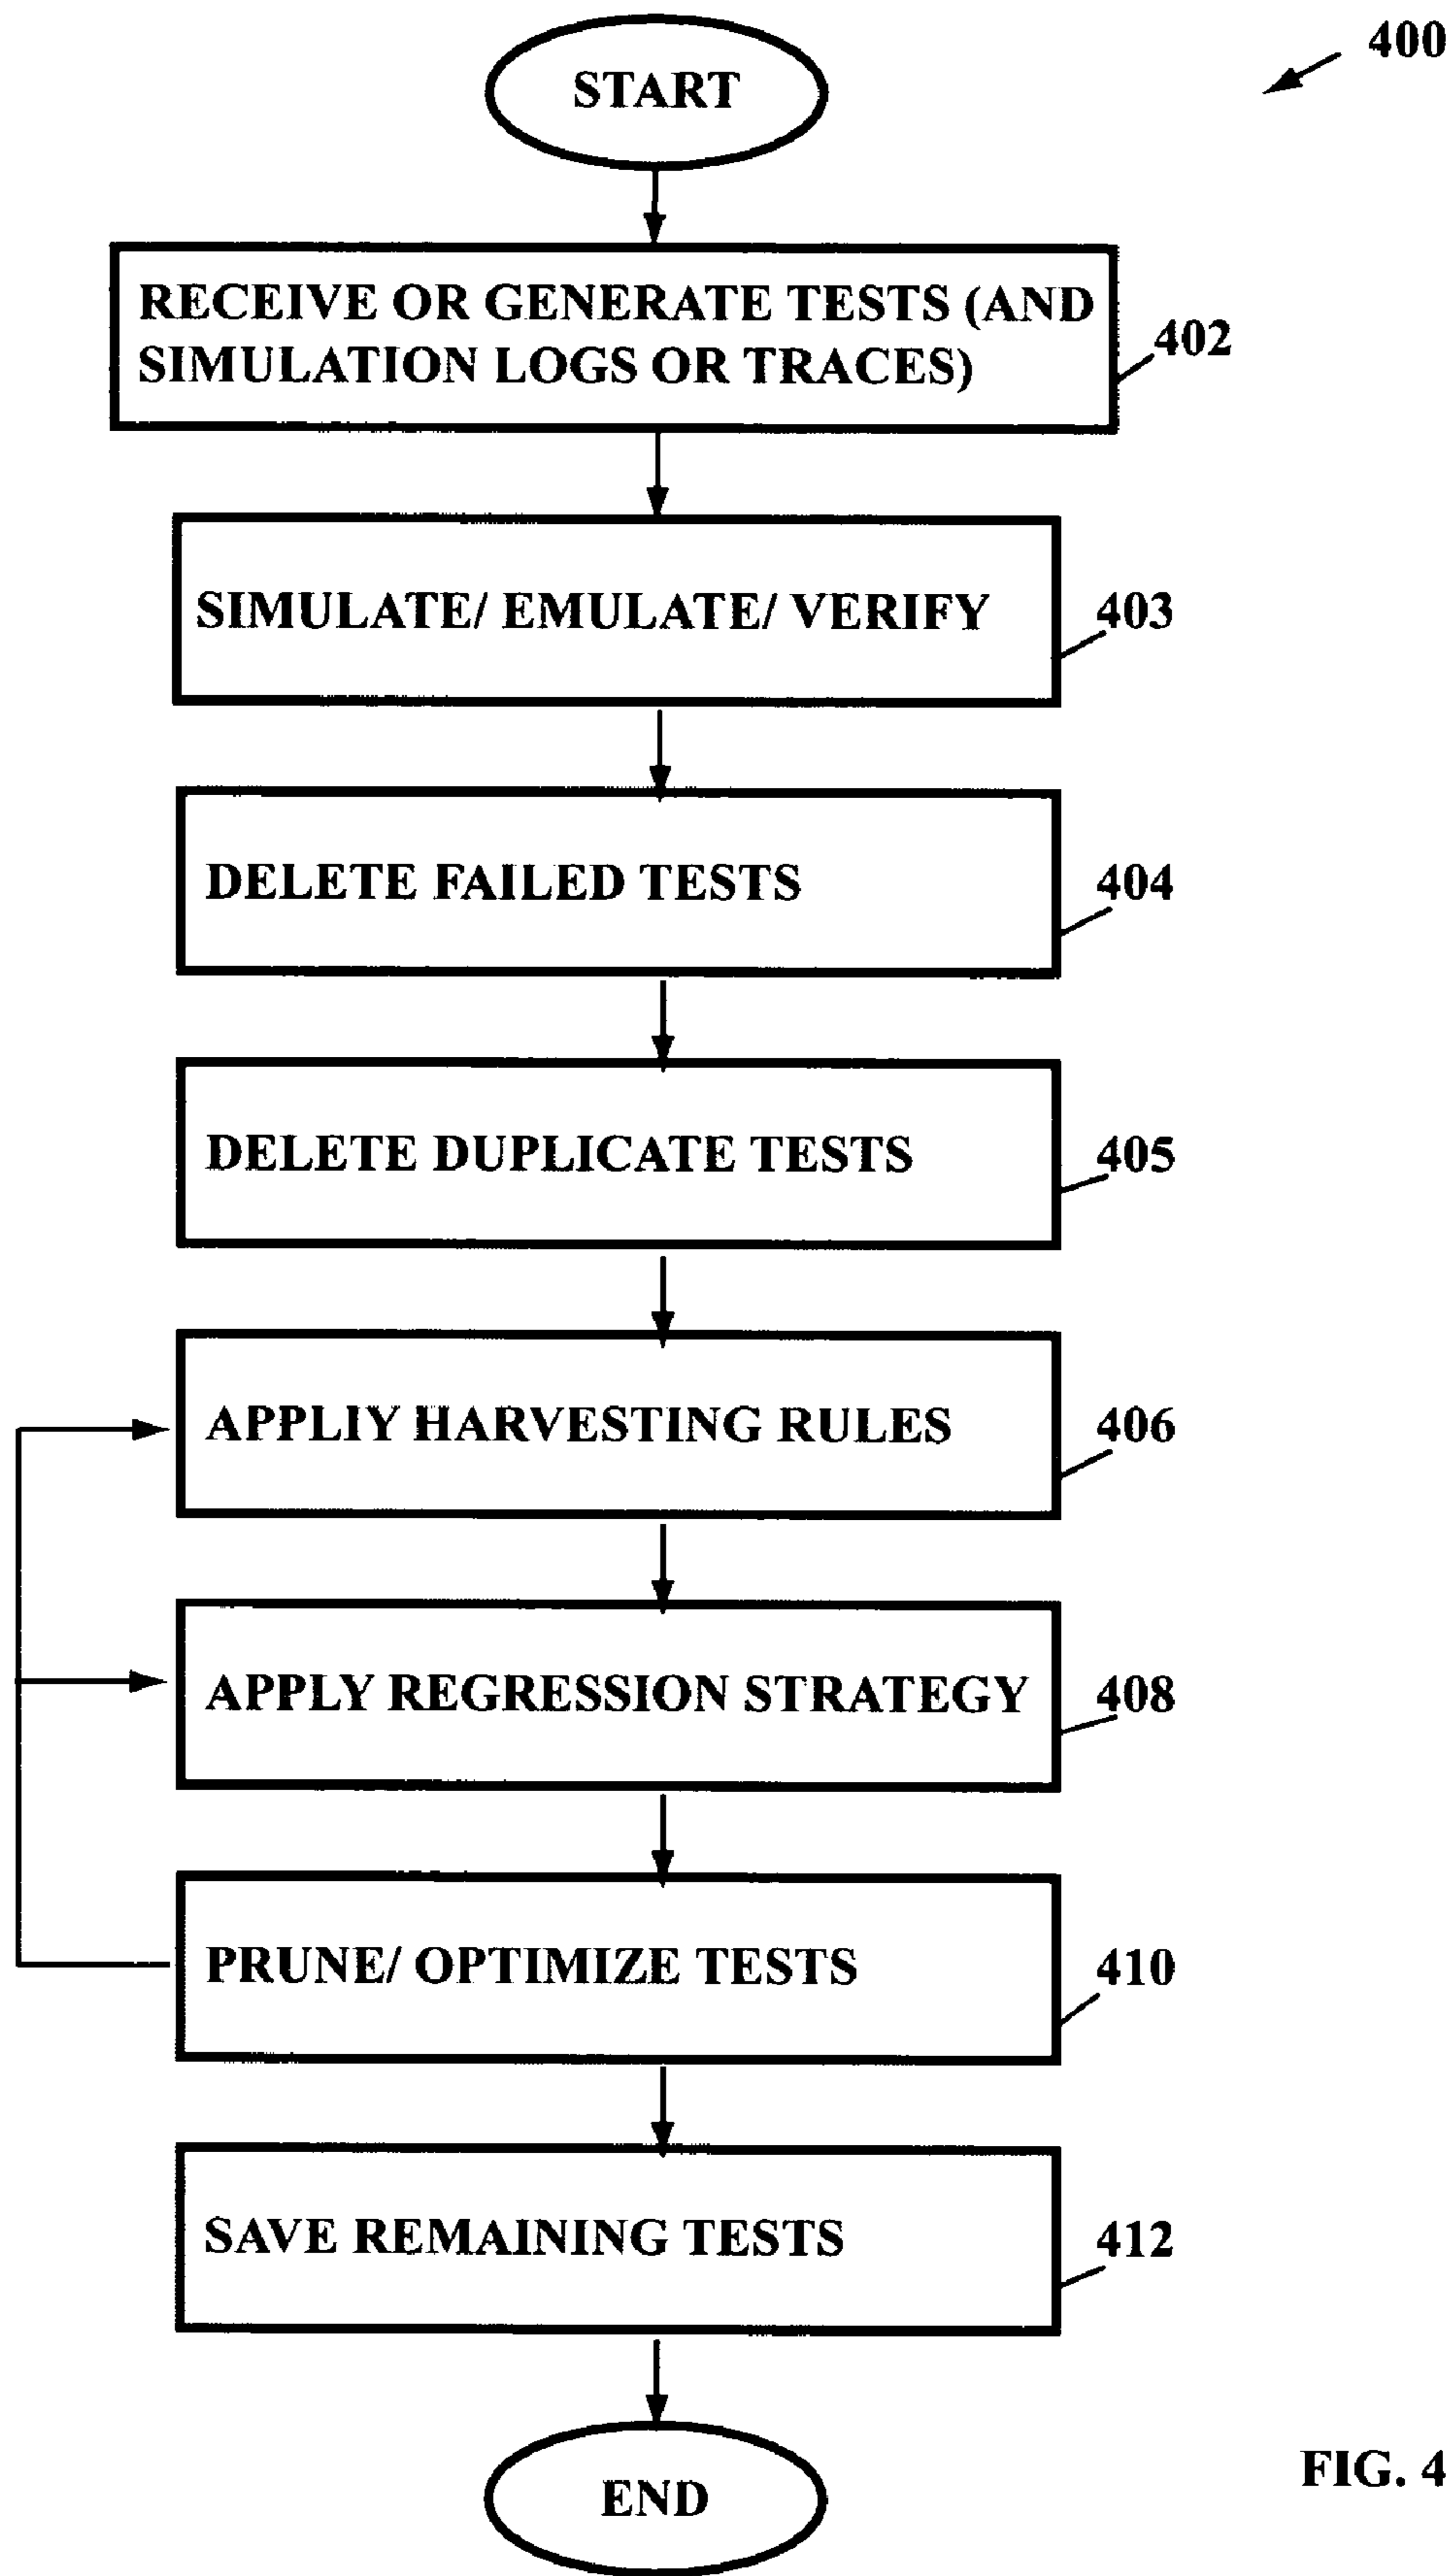 400
START
RECEIVE OR GENERATE TESTS (AND
SIMULATION LOGS OR TRACES)
402
SIMULATE/ EMULATE/ VERIFY
403
DELETE FAILED TESTS
404
DELETE DUPLICATE TESTS
405
APPLIY HARVESTING RULES
406
APPLY REGRESSION STRATEGY
408
PRUNE/ OPTIMIZE TESTS
410
SAVE REMAINING TESTS
412
END
FIG. 4